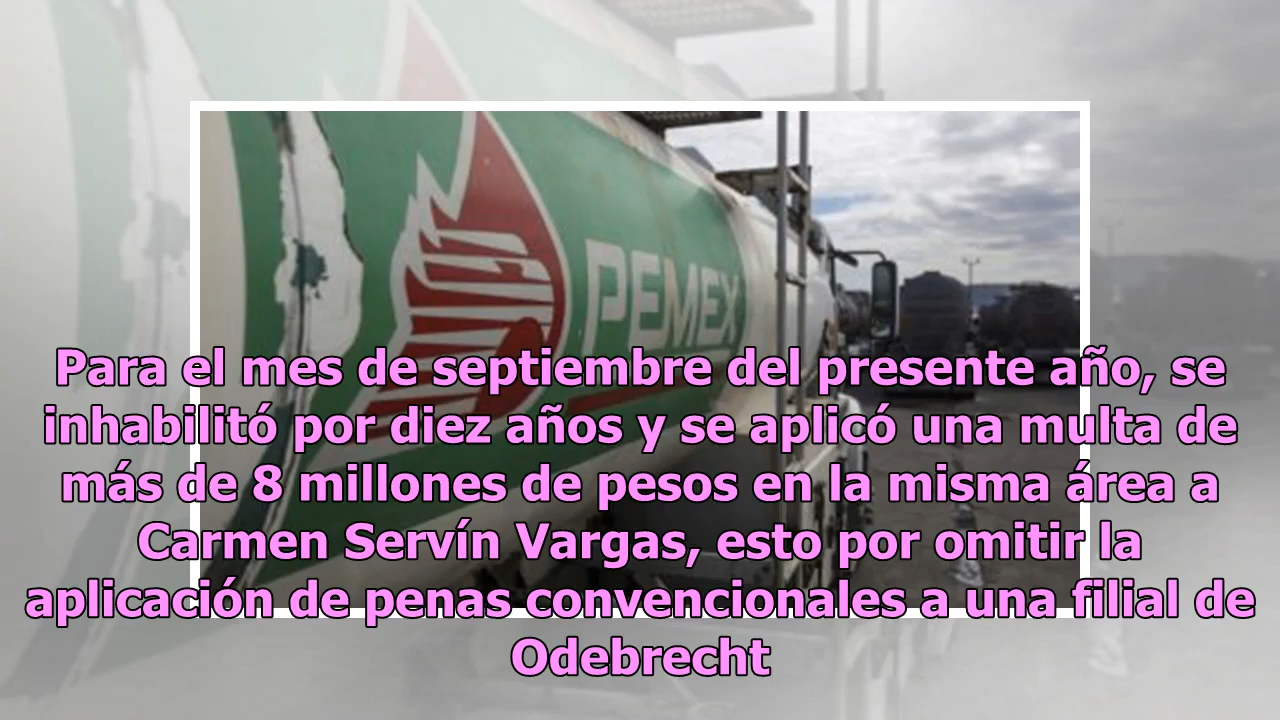 PEMEX
Para el mes de septiembre del presente año, se
inhabilitó por diez años y se aplicó una multa de
más de 8 millones de pesos en la misma área a
Carmen Servín Vargas, esto por omitir la
aplicación de penas convencionales a una filial de
Odebrecht